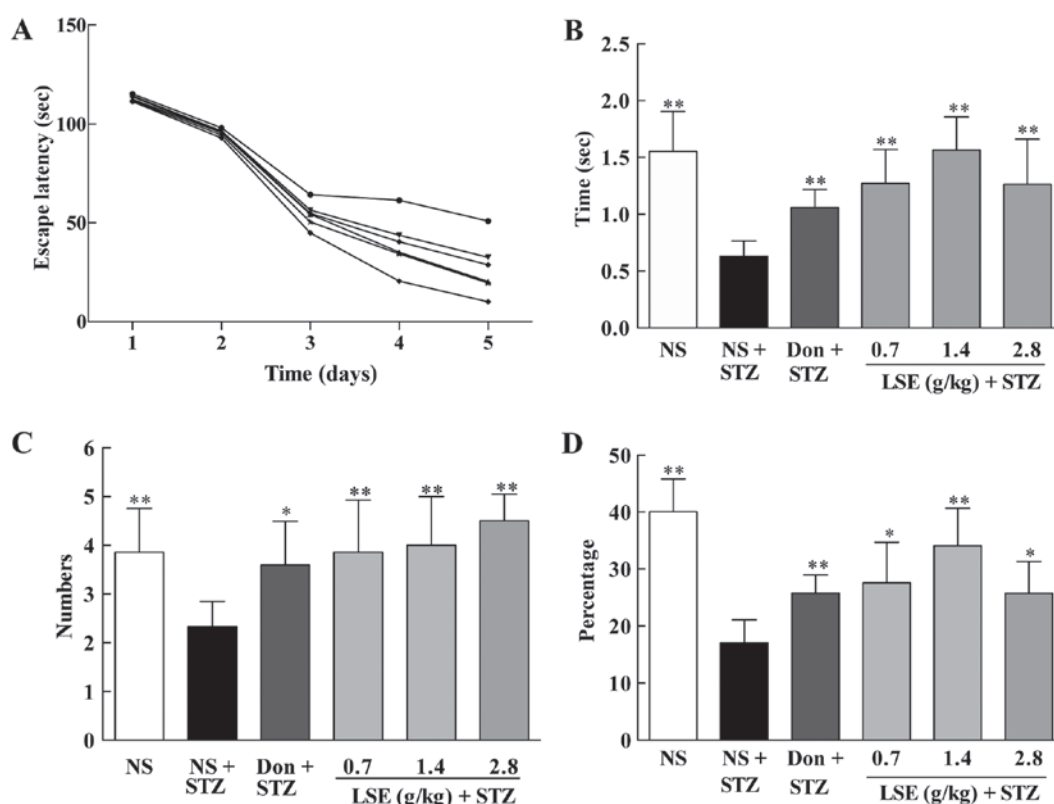 A
150
100
50
0
Escape latency (sec)
1 2 3 4 5
Time (days)
B
2.5
2.0
1.5
1.0
0.5
0.0
Time (sec)
** ** ** ** **
NS NS + STZ Don + STZ 0.7 1.4 2.8
LSE (g/kg) + STZ
C
6
5
4
3
2
1
0
Numbers
** * ** ** **
NS NS + STZ Don + STZ 0.7 1.4 2.8
LSE (g/kg) + STZ
D
50
40
30
20
10
0
Percentage
** ** * ** *
NS NS + STZ Don + STZ 0.7 1.4 2.8
LSE (g/kg) + STZ